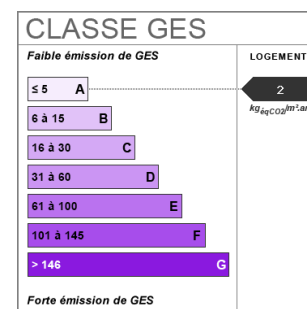 CLASSE GES
Faible émission de GES
LOGEMENT
≤ 5 A
2
kgéqCO2/m².an
6 à 15 B
16 à 30 C
31 à 60 D
61 à 100 E
101 à 145 F
> 146 G
Forte émission de GES